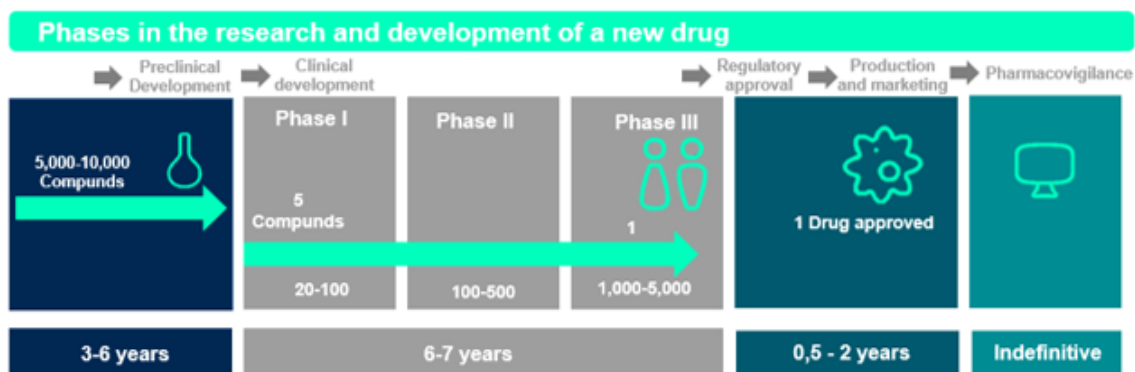 Phases in the research and development of a new drug
Preclinical
Development
Clinical
development
Regulatory
approval
Production
and marketing
Pharmacovigilance
5,000-10,000
Compunds
Phase I
5
Compunds
20-100
Phase II
100-500
Phase III
1
1,000-5,000
1 Drug approved
3-6 years
6-7 years
0,5 - 2 years
Indefinitive